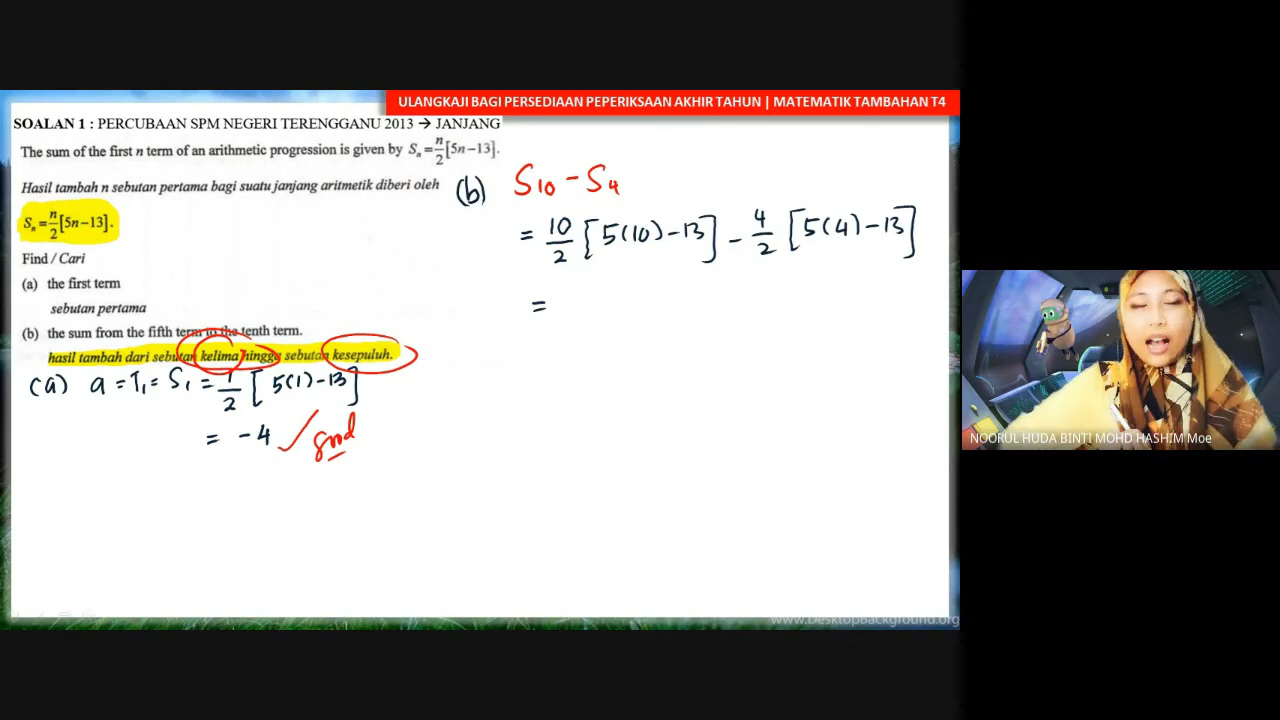 ULANGKAJI BAGI PERSEDIAAN PEPERIKSAAN AKHIR TAHUN | MATEMATIK TAMBAHAN T4
SOALAN 1 : PERCUBAAN SPM NEGERI TERENGGANU 2013 → JANJANG
The sum of the first n term of an arithmetic progression is given by Sₙ = n/2 [5n−13].
Hasil tambah n sebutan pertama bagi suatu janjang aritmetik diberi oleh
Sₙ = n/2 [5n−13].
Find / Cari
(a) the first term
sebutan pertama
(b) the sum from the fifth term to the tenth term.
hasil tambah dari sebutan kelima hingga sebutan kesepuluh.
(a) a = T₁ = S₁ = 1/2 [5(1)−13]
= −4 ✓
(b) S₁₀ − S₄
= 10/2 [5(10)−13] − 4/2 [5(4)−13]
=
NOORUL HUDA BINTI MOHD HASHIM Moe
www.DesktopBackground.org